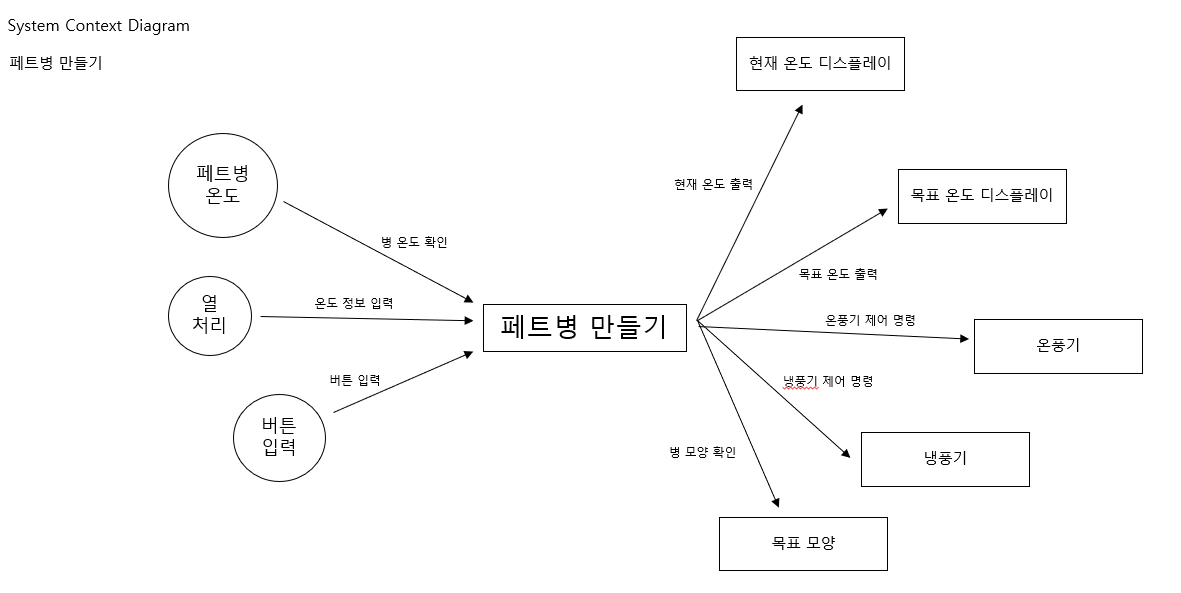 System Context Diagram
페트병 만들기
현재 온도 디스플레이
페트병
온도
현재 온도 출력
목표 온도 디스플레이
병 온도 확인
목표 온도 출력
열
처리
온도 정보 입력
페트병 만들기
온풍기 제어 명령
온풍기
버튼 입력
냉풍기 제어 명령
버튼
입력
병 모양 확인
냉풍기
목표 모양